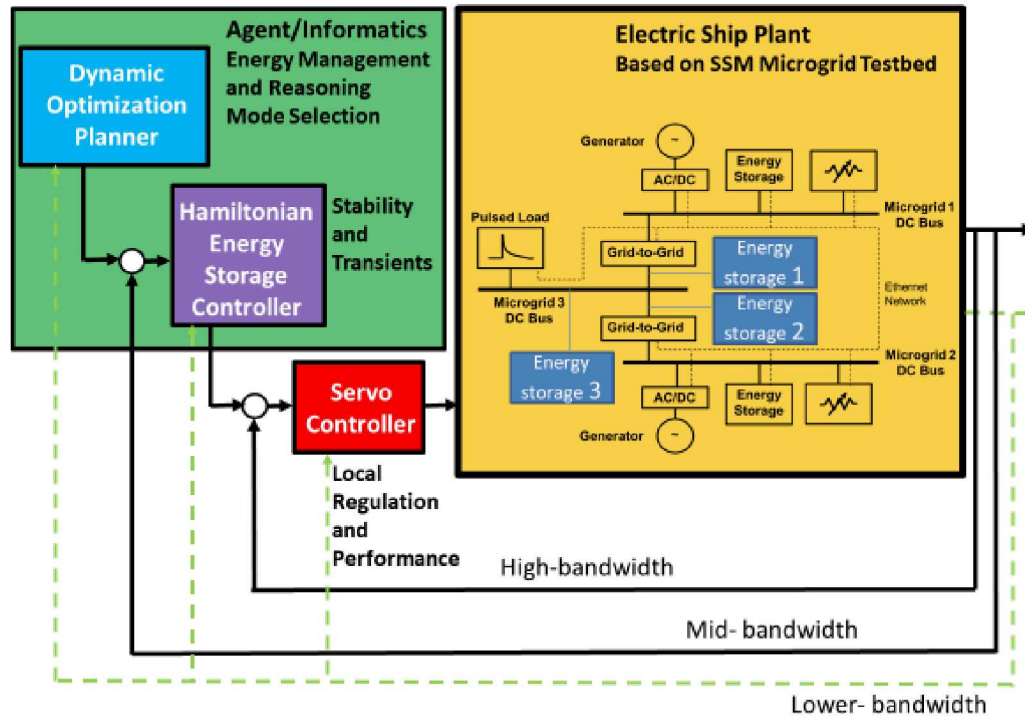 Agent/Informatics
Energy Management
and Reasoning
Mode Selection
Dynamic
Optimization
Planner
Hamiltonian
Energy
Storage
Controller
Stability
and
Transients
Servo
Controller
Local
Regulation
and
Performance
Electric Ship Plant
Based on SSM Microgrid Testbed
Generator
~
AC/DC
Energy
Storage
Microgrid 1
DC Bus
Pulsed Load
Grid-to-Grid
Energy
storage 1
Ethernet
Network
Microgrid 3
DC Bus
Energy
storage 2
Grid-to-Grid
Microgrid 2
DC Bus
Energy
storage 3
AC/DC
Energy
Storage
Generator
~
High-bandwidth
Mid- bandwidth
Lower- bandwidth